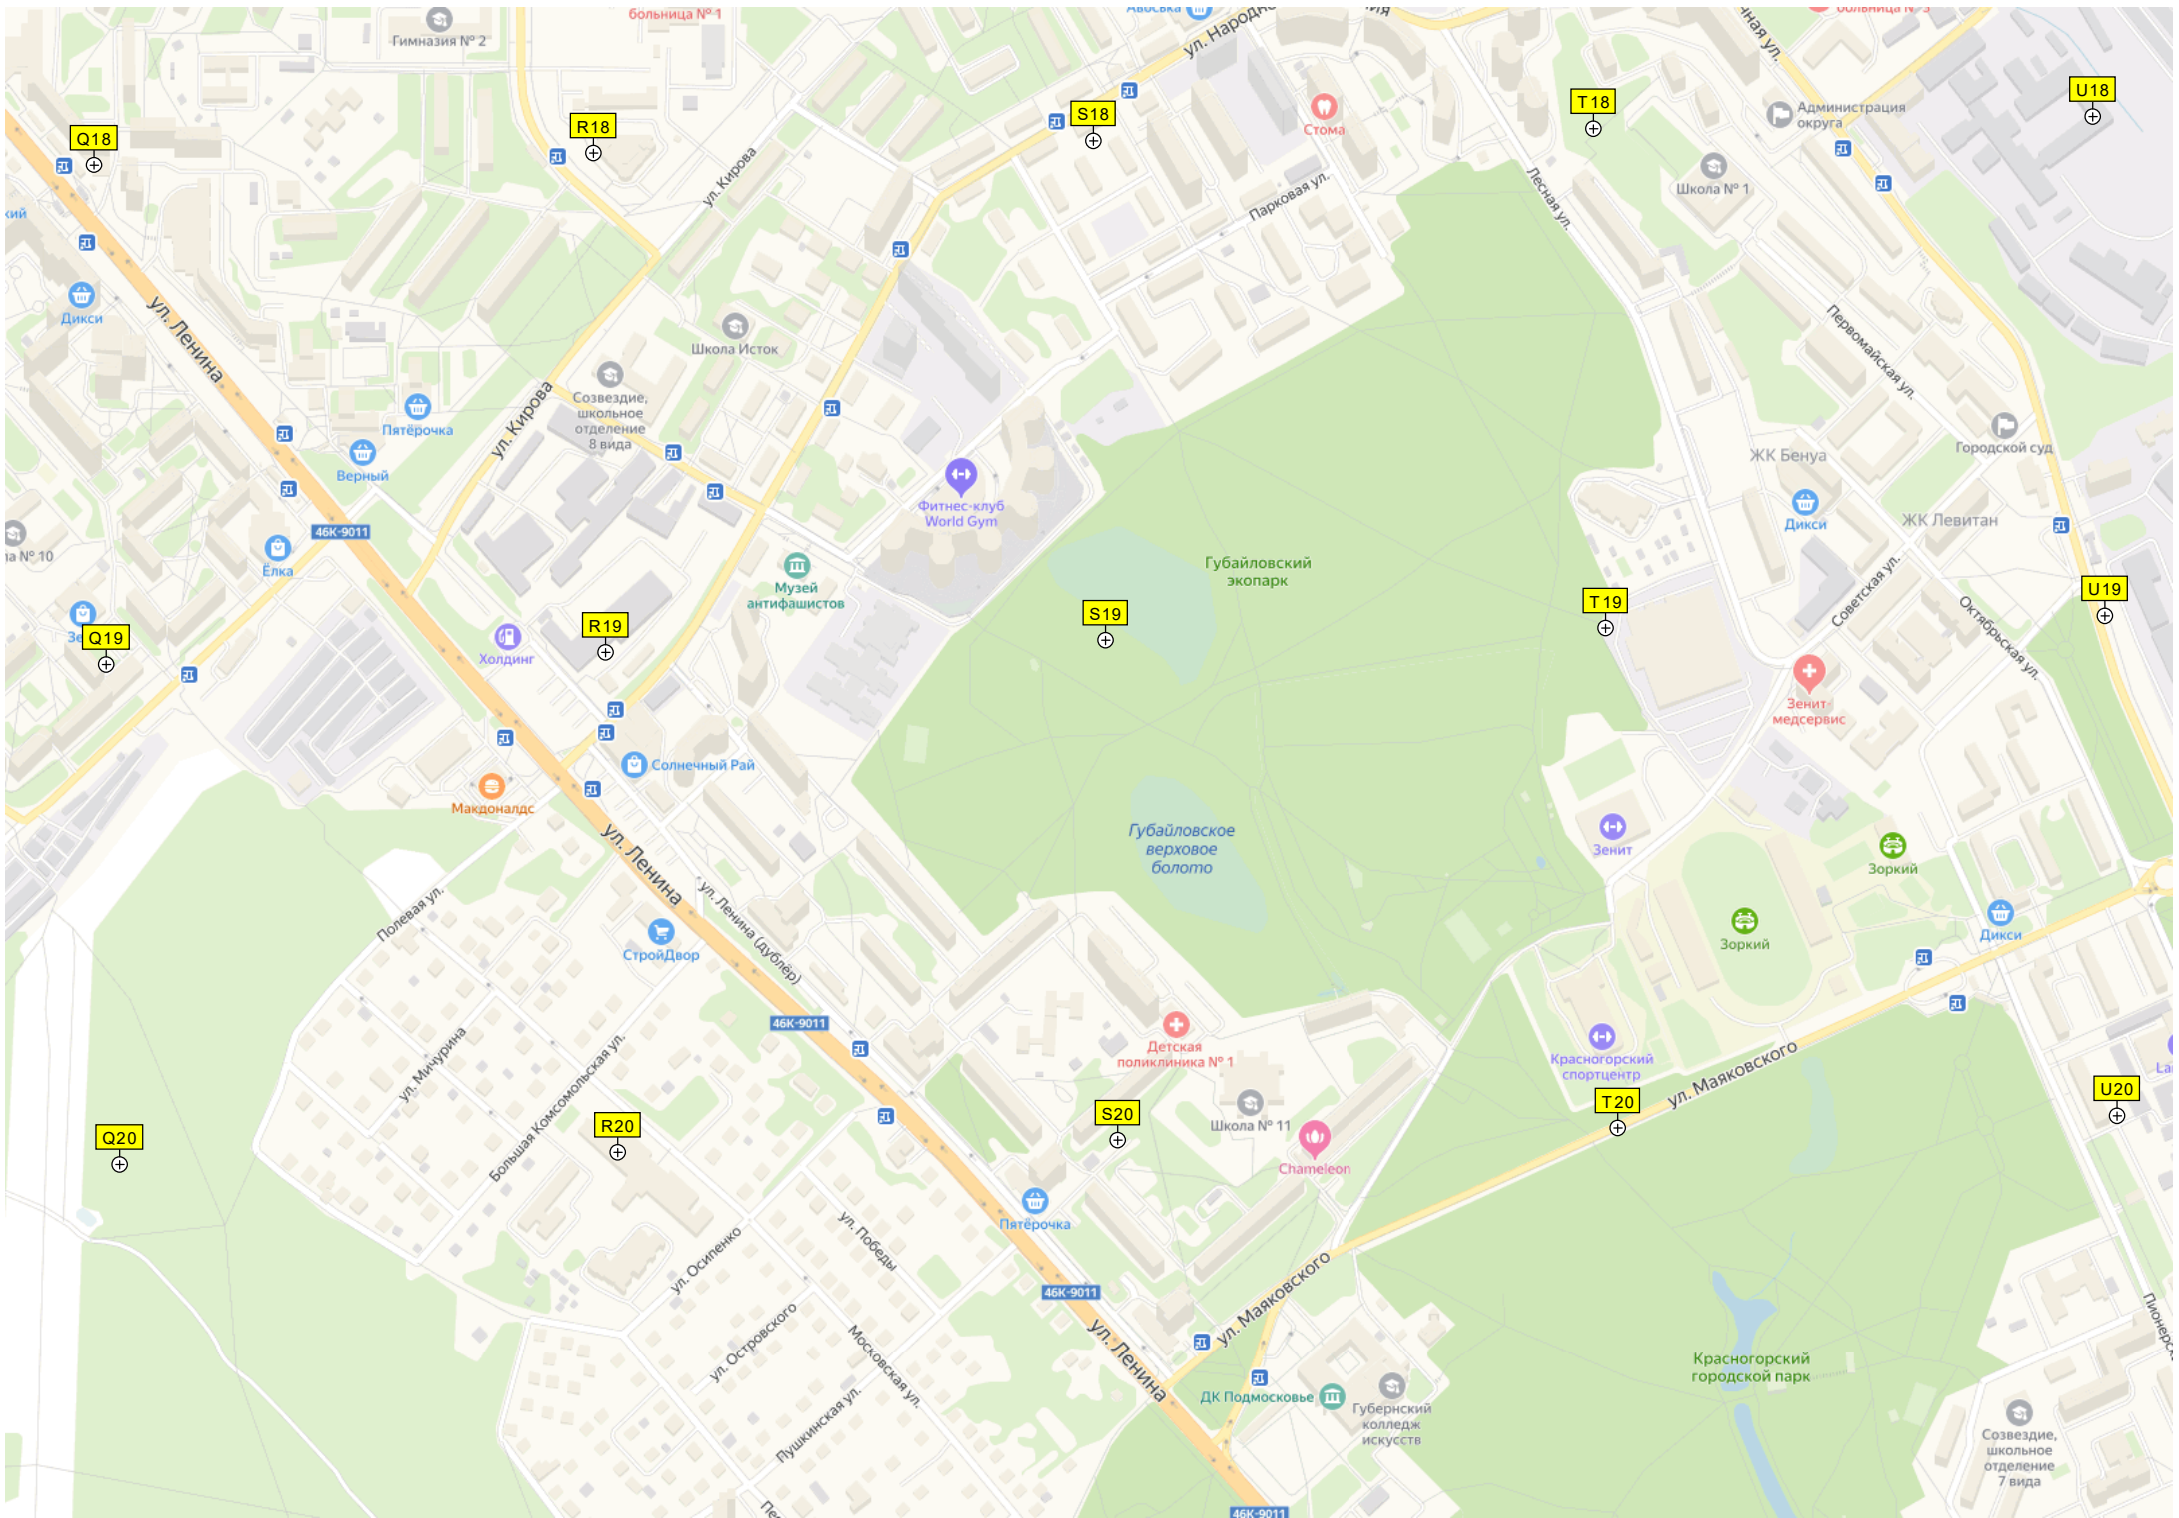 больница № 1
Гимназия № 2
Авоська
больница № 3
U18
T18
S18
R18
Q18
Стома
Администрация
округа
Школа № 1
ул. Кирова
Парковая ул.
Лесная ул.
Дикси
ул. Ленина
Школа Исток
Первомайская ул.
Созвездие,
школьное
отделение
8 вида
ул. Кирова
Пятёрочка
Верный
Городской суд
ЖК Бенуа
Фитнес-клуб
World Gym
Дикси
ЖК Левитан
46К-9011
Ёлка
Губайловский
экопарк
Музей
антифашистов
Советская ул.
Октябрьская ул.
U19
T19
S19
R19
Q19
Холдинг
Зенит-
медсервис
Солнечный Рай
Макдоналдс
Губайловское
верховое
болото
Зенит
Зоркий
ул. Ленина
Полевая ул.
ул. Ленина (дублёр)
СтройДвор
Зоркий
Дикси
46К-9011
Детская
поликлиника № 1
ул. Мичурина
Большая Комсомольская ул.
Красногорский
спортцентр
ул. Маяковского
U20
T20
S20
R20
Q20
Школа № 11
Chameleon
Пятёрочка
ул. Победы
ул. Осипенко
46К-9011
ул. Маяковского
ул. Островского
Московская ул.
ул. Ленина
Красногорский
городской парк
Пушкинская ул.
ДК Подмосковье
Губернский
колледж
искусств
Созвездие,
школьное
отделение
7 вида
46К-9011